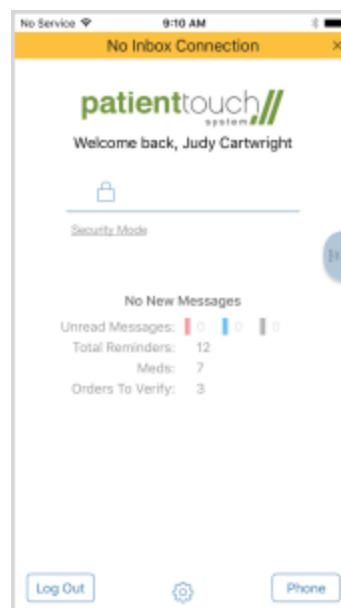 No Service 9:10 AM
No Inbox Connection ×
patienttouch
system
Welcome back, Judy Cartwright
Security Mode
No New Messages
Unread Messages: 0 0 0
Total Reminders: 12
Meds: 7
Orders To Verify: 3
Log Out Phone